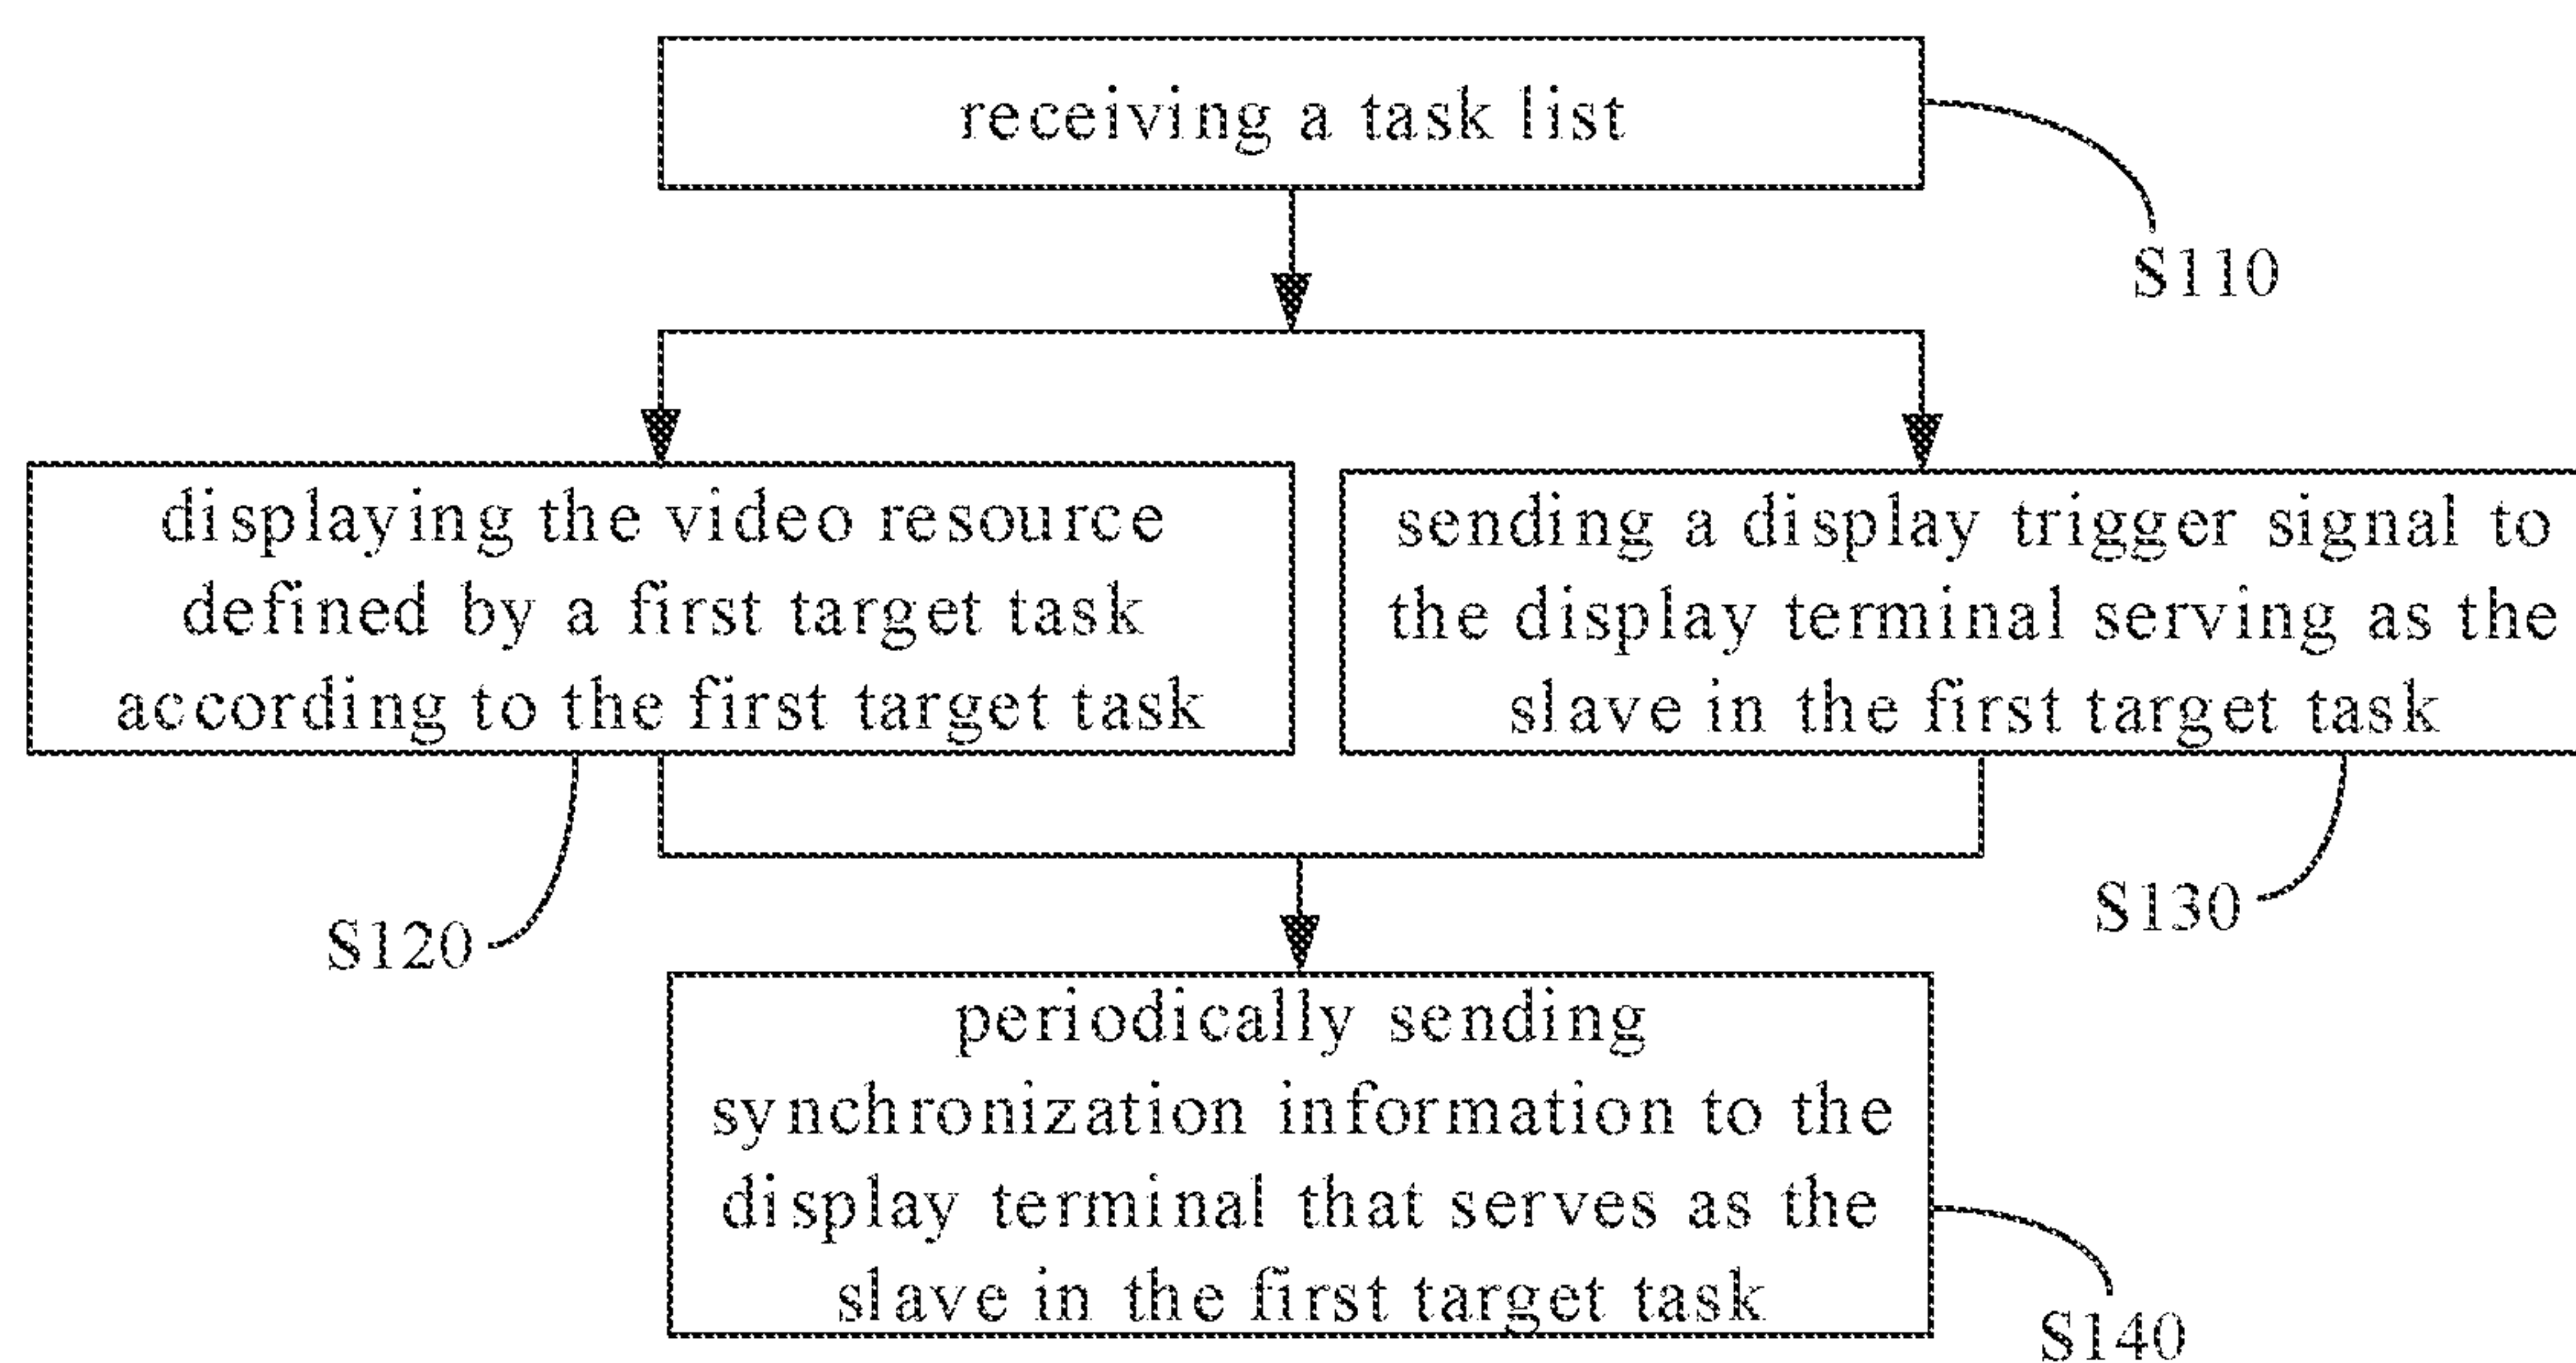 receiving a task list
S110
displaying the video resource
defined by a first target task
according to the first target task
sending a display trigger signal to
the display terminal serving as the
slave in the first target task
S120
S130
periodically sending
synchronization information to the
display terminal that serves as the
slave in the first target task
S140